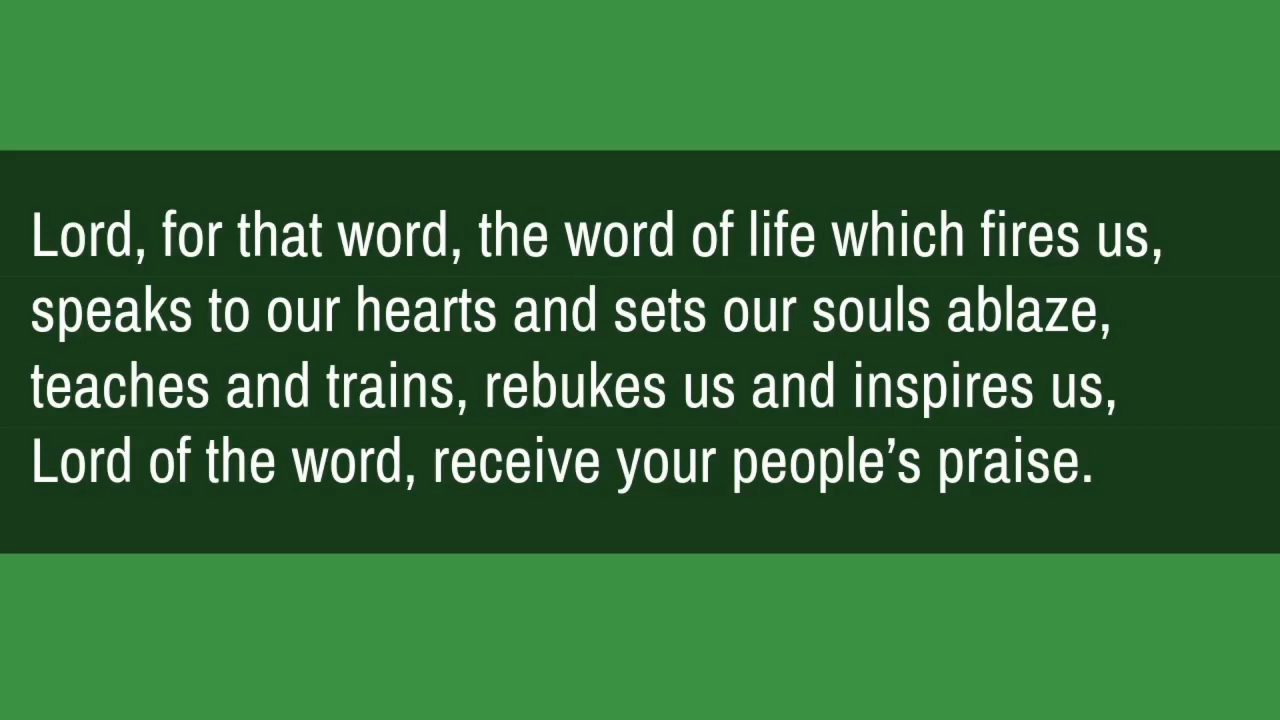 Lord, for that word, the word of life which fires us,
speaks to our hearts and sets our souls ablaze,
teaches and trains, rebukes us and inspires us,
Lord of the word, receive your people’s praise.